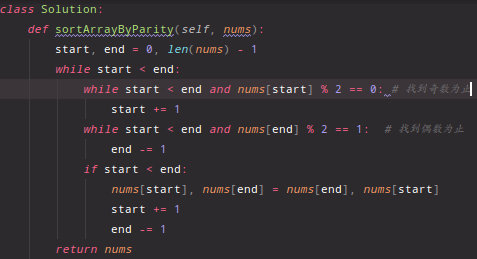 class Solution:
    def sortArrayByParity(self, nums):
        start, end = 0, len(nums) - 1
        while start < end:
            while start < end and nums[start] % 2 == 0: # 找到奇数为止
                start += 1
            while start < end and nums[end] % 2 == 1:  # 找到偶数为止
                end -= 1
            if start < end:
                nums[start], nums[end] = nums[end], nums[start]
                start += 1
                end -= 1
        return nums